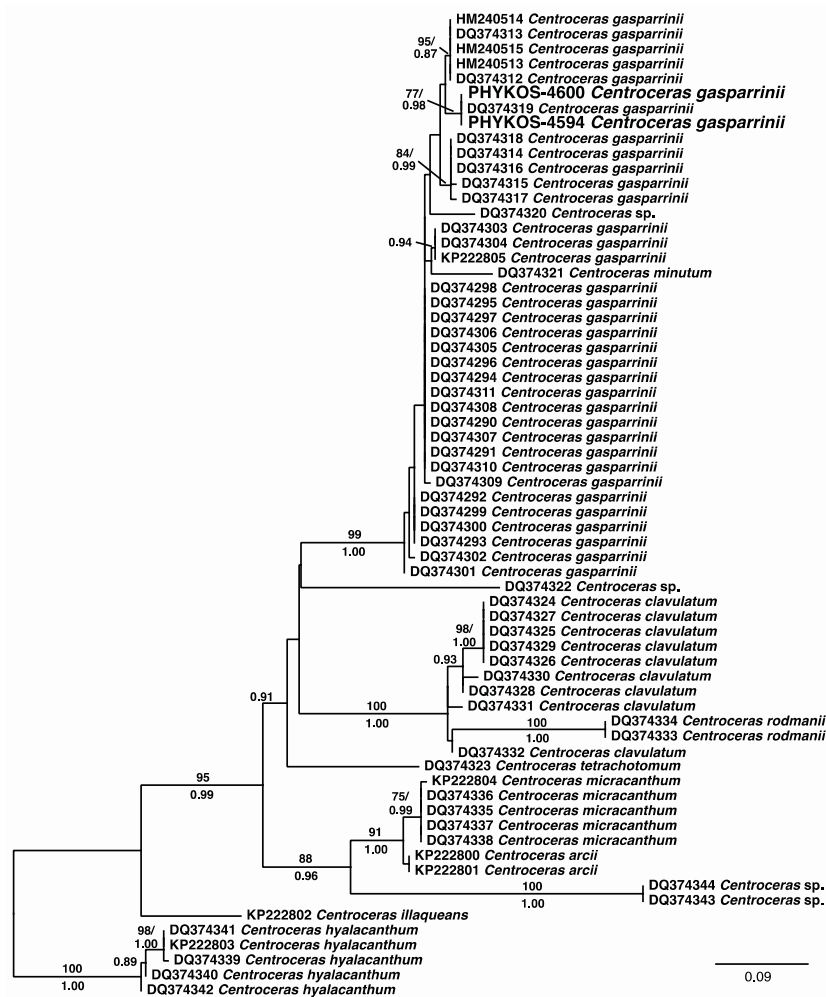 HM240514 Centroceras gasparrinii
DQ374313 Centroceras gasparrinii
95/
0.87
HM240515 Centroceras gasparrinii
HM240513 Centroceras gasparrinii
DQ374312 Centroceras gasparrinii
77/
0.98
PHYKOS-4600 Centroceras gasparrinii
DQ374319 Centroceras gasparrinii
PHYKOS-4594 Centroceras gasparrinii
DQ374318 Centroceras gasparrinii
84/
0.99
DQ374314 Centroceras gasparrinii
DQ374316 Centroceras gasparrinii
DQ374315 Centroceras gasparrinii
DQ374317 Centroceras gasparrinii
DQ374320 Centroceras sp.
DQ374303 Centroceras gasparrinii
0.94
DQ374304 Centroceras gasparrinii
KP222805 Centroceras gasparrinii
DQ374321 Centroceras minutum
DQ374298 Centroceras gasparrinii
DQ374295 Centroceras gasparrinii
DQ374297 Centroceras gasparrinii
DQ374306 Centroceras gasparrinii
DQ374305 Centroceras gasparrinii
DQ374296 Centroceras gasparrinii
DQ374294 Centroceras gasparrinii
DQ374311 Centroceras gasparrinii
DQ374308 Centroceras gasparrinii
DQ374290 Centroceras gasparrinii
DQ374307 Centroceras gasparrinii
DQ374291 Centroceras gasparrinii
DQ374310 Centroceras gasparrinii
DQ374309 Centroceras gasparrinii
DQ374292 Centroceras gasparrinii
DQ374299 Centroceras gasparrinii
DQ374300 Centroceras gasparrinii
DQ374293 Centroceras gasparrinii
99
1.00
DQ374302 Centroceras gasparrinii
DQ374301 Centroceras gasparrinii
DQ374322 Centroceras sp.
DQ374324 Centroceras clavulatum
DQ374327 Centroceras clavulatum
98/
1.00
DQ374325 Centroceras clavulatum
DQ374329 Centroceras clavulatum
DQ374326 Centroceras clavulatum
0.93
DQ374330 Centroceras clavulatum
DQ374328 Centroceras clavulatum
0.91
DQ374331 Centroceras clavulatum
100
1.00
100
1.00
DQ374334 Centroceras rodmanii
DQ374333 Centroceras rodmanii
DQ374332 Centroceras clavulatum
DQ374323 Centroceras tetrachotomum
95
0.99
KP222804 Centroceras micracanthum
75/
0.99
DQ374336 Centroceras micracanthum
DQ374335 Centroceras micracanthum
DQ374337 Centroceras micracanthum
DQ374338 Centroceras micracanthum
91
1.00
KP222800 Centroceras arcii
KP222801 Centroceras arcii
88
0.96
100
1.00
DQ374344 Centroceras sp.
DQ374343 Centroceras sp.
KP222802 Centroceras illaqueans
98/
1.00
DQ374341 Centroceras hyalacanthum
KP222803 Centroceras hyalacanthum
0.89
DQ374339 Centroceras hyalacanthum
100
1.00
DQ374340 Centroceras hyalacanthum
DQ374342 Centroceras hyalacanthum
0.09